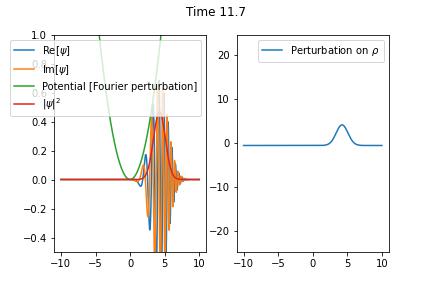 Time 11.7
Re[ψ]
Im[ψ]
Potential [Fourier perturbation]
|ψ|²
Perturbation on ρ
1.0
0.8
0.6
0.4
0.2
0.0
−0.2
−0.4
−10 −5 0 5 10
20
10
0
−10
−20
−10 −5 0 5 10